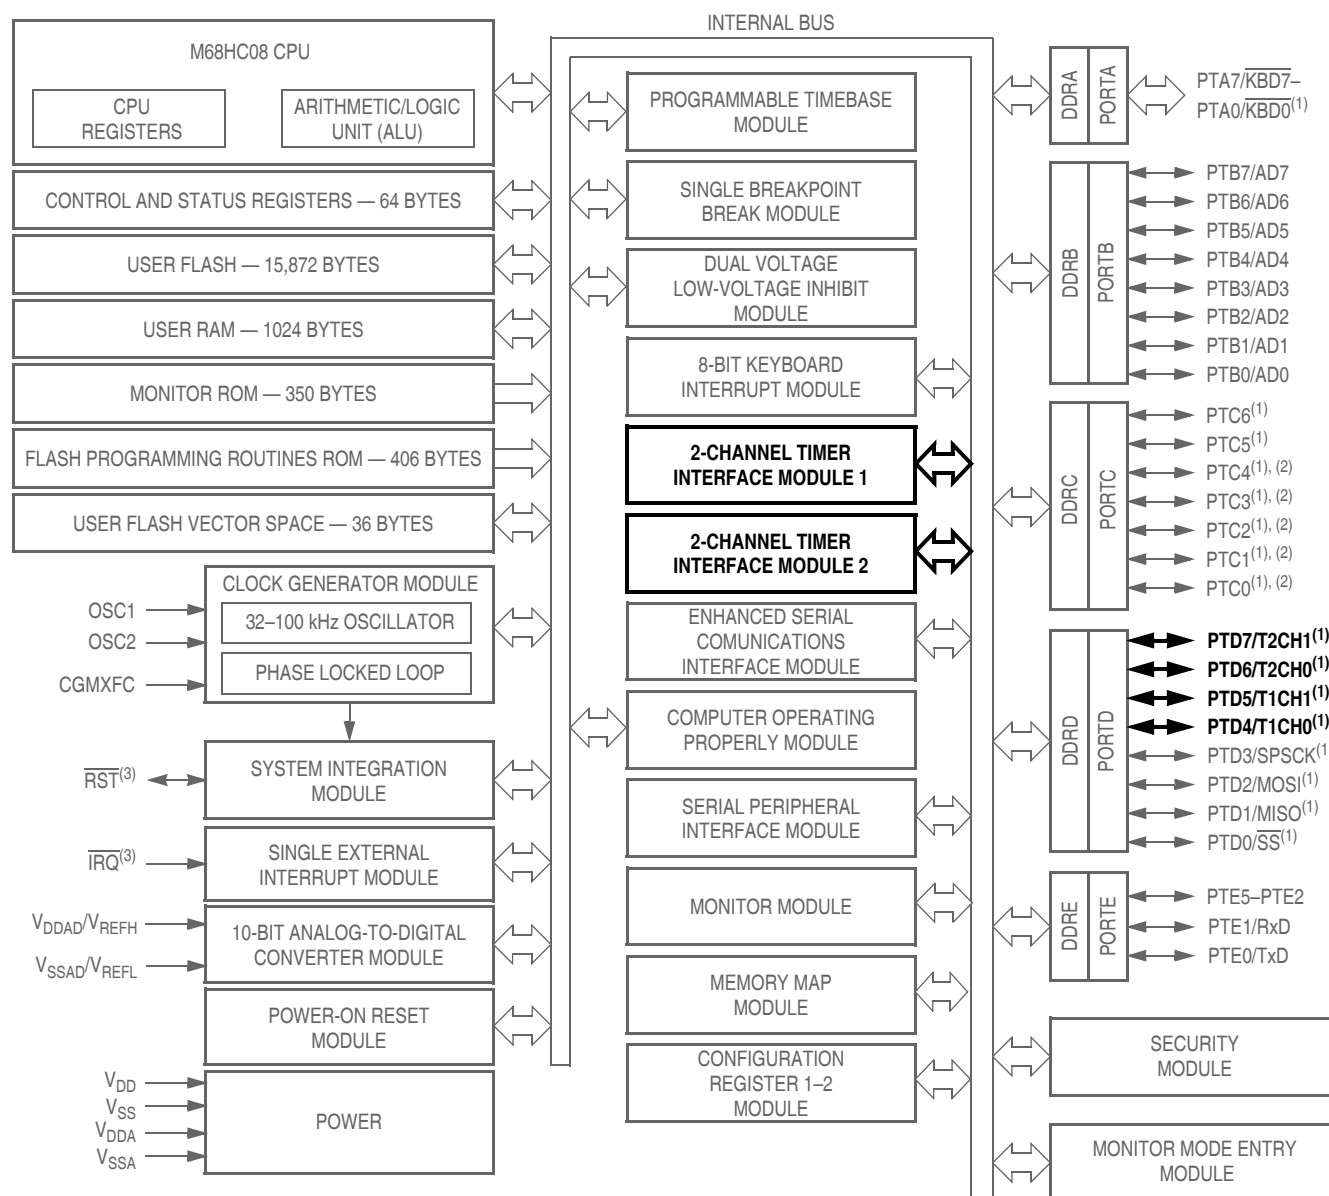 INTERNAL BUS
M68HC08 CPU
CPU
REGISTERS
ARITHMETIC/LOGIC
UNIT (ALU)
CONTROL AND STATUS REGISTERS — 64 BYTES
USER FLASH — 15,872 BYTES
USER RAM — 1024 BYTES
MONITOR ROM — 350 BYTES
FLASH PROGRAMMING ROUTINES ROM — 406 BYTES
USER FLASH VECTOR SPACE — 36 BYTES
CLOCK GENERATOR MODULE
32–100 kHz OSCILLATOR
PHASE LOCKED LOOP
OSC1
OSC2
CGMXFC
SYSTEM INTEGRATION
MODULE
RST(3)
SINGLE EXTERNAL
INTERRUPT MODULE
IRQ(3)
10-BIT ANALOG-TO-DIGITAL
CONVERTER MODULE
VDDAD/VREFH
VSSAD/VREFL
POWER-ON RESET
MODULE
POWER
VDD
VSS
VDDA
VSSA
PROGRAMMABLE TIMEBASE
MODULE
SINGLE BREAKPOINT
BREAK MODULE
DUAL VOLTAGE
LOW-VOLTAGE INHIBIT
MODULE
8-BIT KEYBOARD
INTERRUPT MODULE
2-CHANNEL TIMER
INTERFACE MODULE 1
2-CHANNEL TIMER
INTERFACE MODULE 2
ENHANCED SERIAL
COMUNICATIONS
INTERFACE MODULE
COMPUTER OPERATING
PROPERLY MODULE
SERIAL PERIPHERAL
INTERFACE MODULE
MONITOR MODULE
MEMORY MAP
MODULE
CONFIGURATION
REGISTER 1–2
MODULE
DDRA
PORTA
PTA7/KBD7–
PTA0/KBD0(1)
DDRB
PORTB
PTB7/AD7
PTB6/AD6
PTB5/AD5
PTB4/AD4
PTB3/AD3
PTB2/AD2
PTB1/AD1
PTB0/AD0
DDRC
PORTC
PTC6(1)
PTC5(1)
PTC4(1), (2)
PTC3(1), (2)
PTC2(1), (2)
PTC1(1), (2)
PTC0(1), (2)
DDRD
PORTD
PTD7/T2CH1(1)
PTD6/T2CH0(1)
PTD5/T1CH1(1)
PTD4/T1CH0(1)
PTD3/SPSCK(1
PTD2/MOSI(1)
PTD1/MISO(1)
PTD0/SS(1)
DDRE
PORTE
PTE5–PTE2
PTE1/RxD
PTE0/TxD
SECURITY
MODULE
MONITOR MODE ENTRY
MODULE